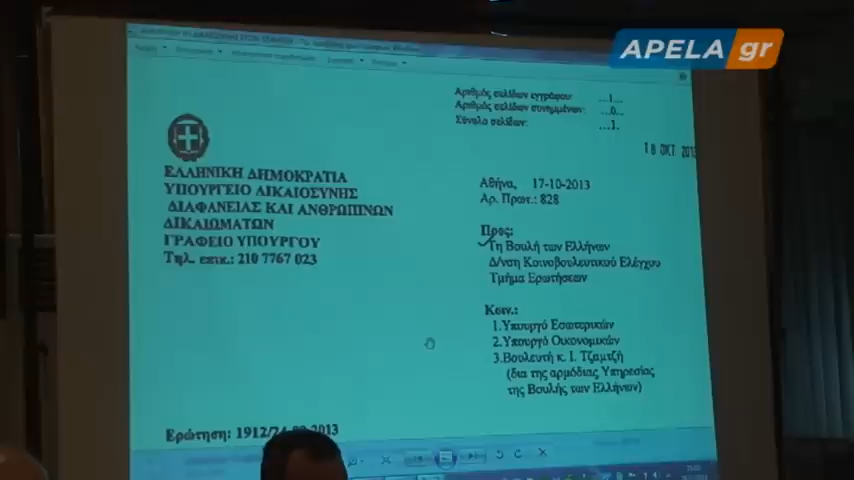 APELA gr
Αριθμός σελίδων εγγράφου: ...1...
Αριθμός σελίδων συνημμένων: ...0...
Σύνολο σελίδων: ...1.
18 ΟΚΤ 2013
ΕΛΛΗΝΙΚΗ ΔΗΜΟΚΡΑΤΙΑ
ΥΠΟΥΡΓΕΙΟ ΔΙΚΑΙΟΣΥΝΗΣ
ΔΙΑΦΑΝΕΙΑΣ ΚΑΙ ΑΝΘΡΩΠΙΝΩΝ
ΔΙΚΑΙΩΜΑΤΩΝ
ΓΡΑΦΕΙΟ ΥΠΟΥΡΓΟΥ
Τηλ. επικ.: 210 7767 023
Αθήνα, 17-10-2013
Αρ. Πρωτ.: 828
Προς:
Τη Βουλή των Ελλήνων
Δ/νση Κοινοβουλευτικού Ελέγχου
Τμήμα Ερωτήσεων
Κοιν.:
1.Υπουργό Εσωτερικών
2.Υπουργό Οικονομικών
3.Βουλευτή κ. Ι. Τζαμτζή
(δια της αρμόδιας Υπηρεσίας
της Βουλής των Ελλήνων)
Ερώτηση: 1912/24 2013